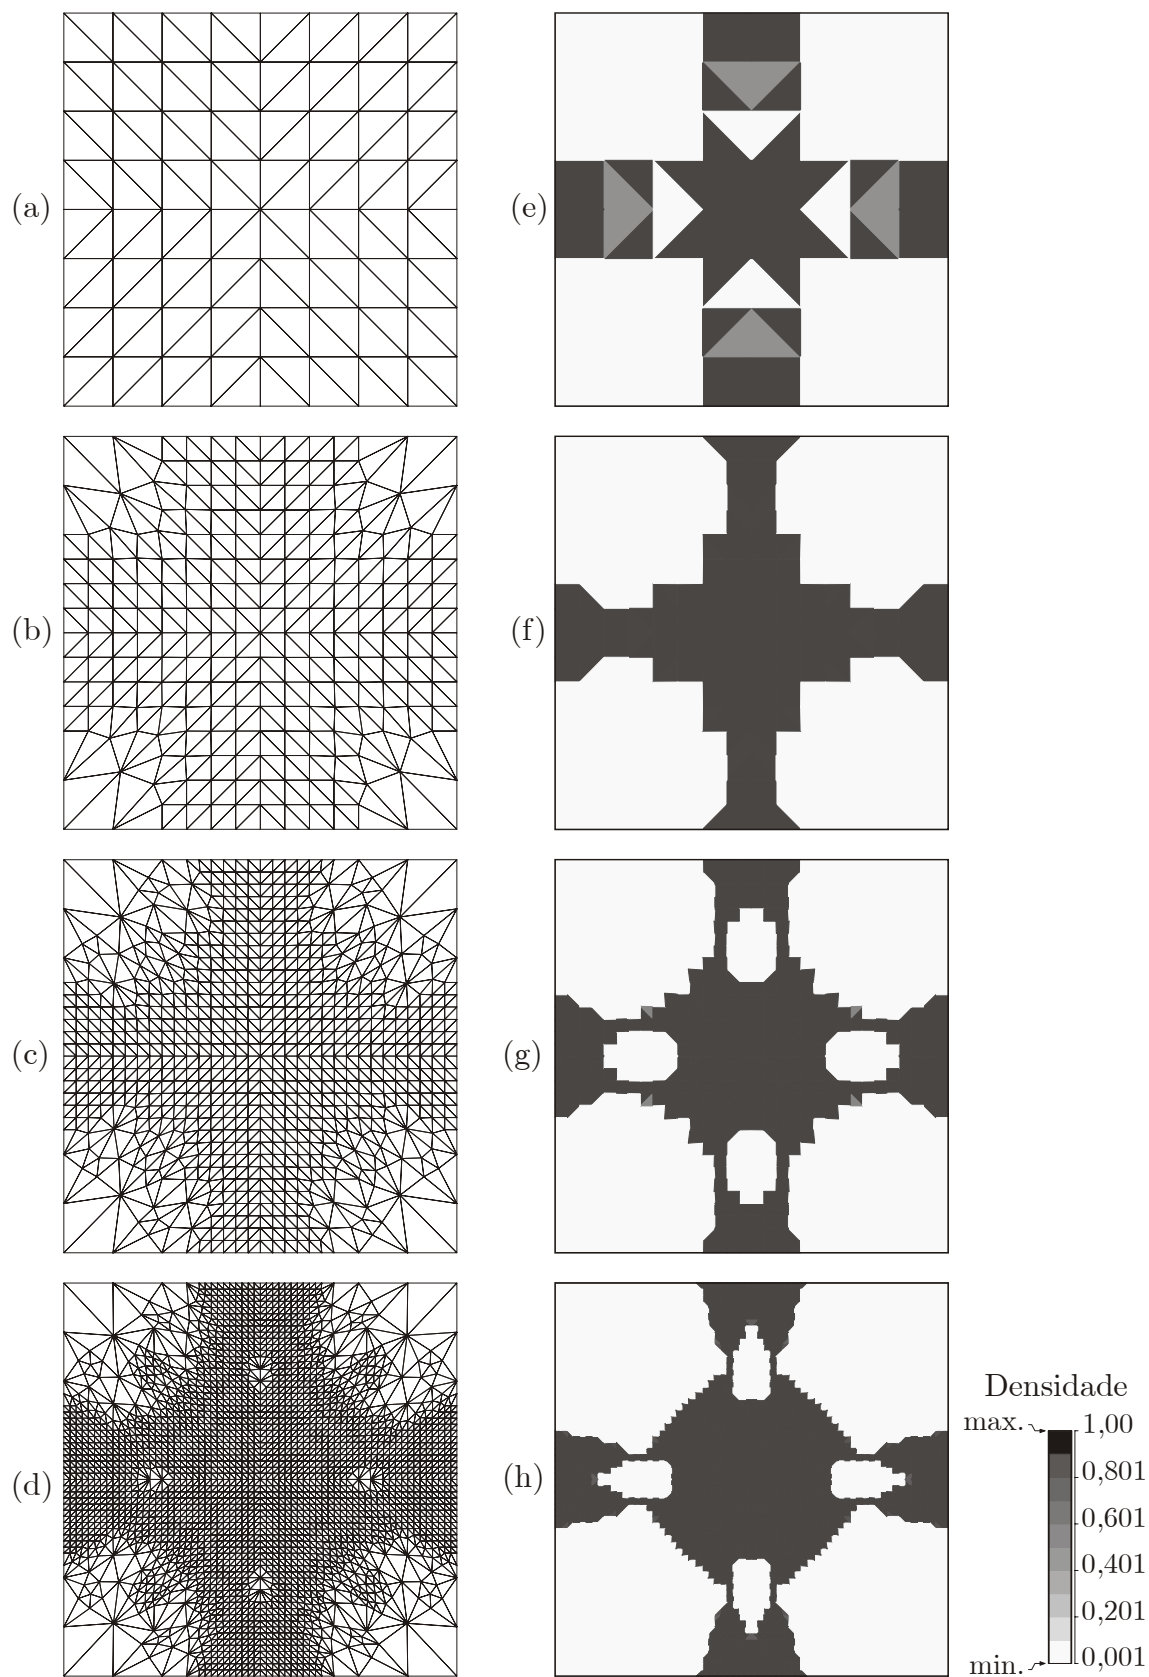 (a)
(e)
(b)
(f)
(c)
(g)
(d)
(h)
Densidade
max.
1,00
0,801
0,601
0,401
0,201
min.
0,001